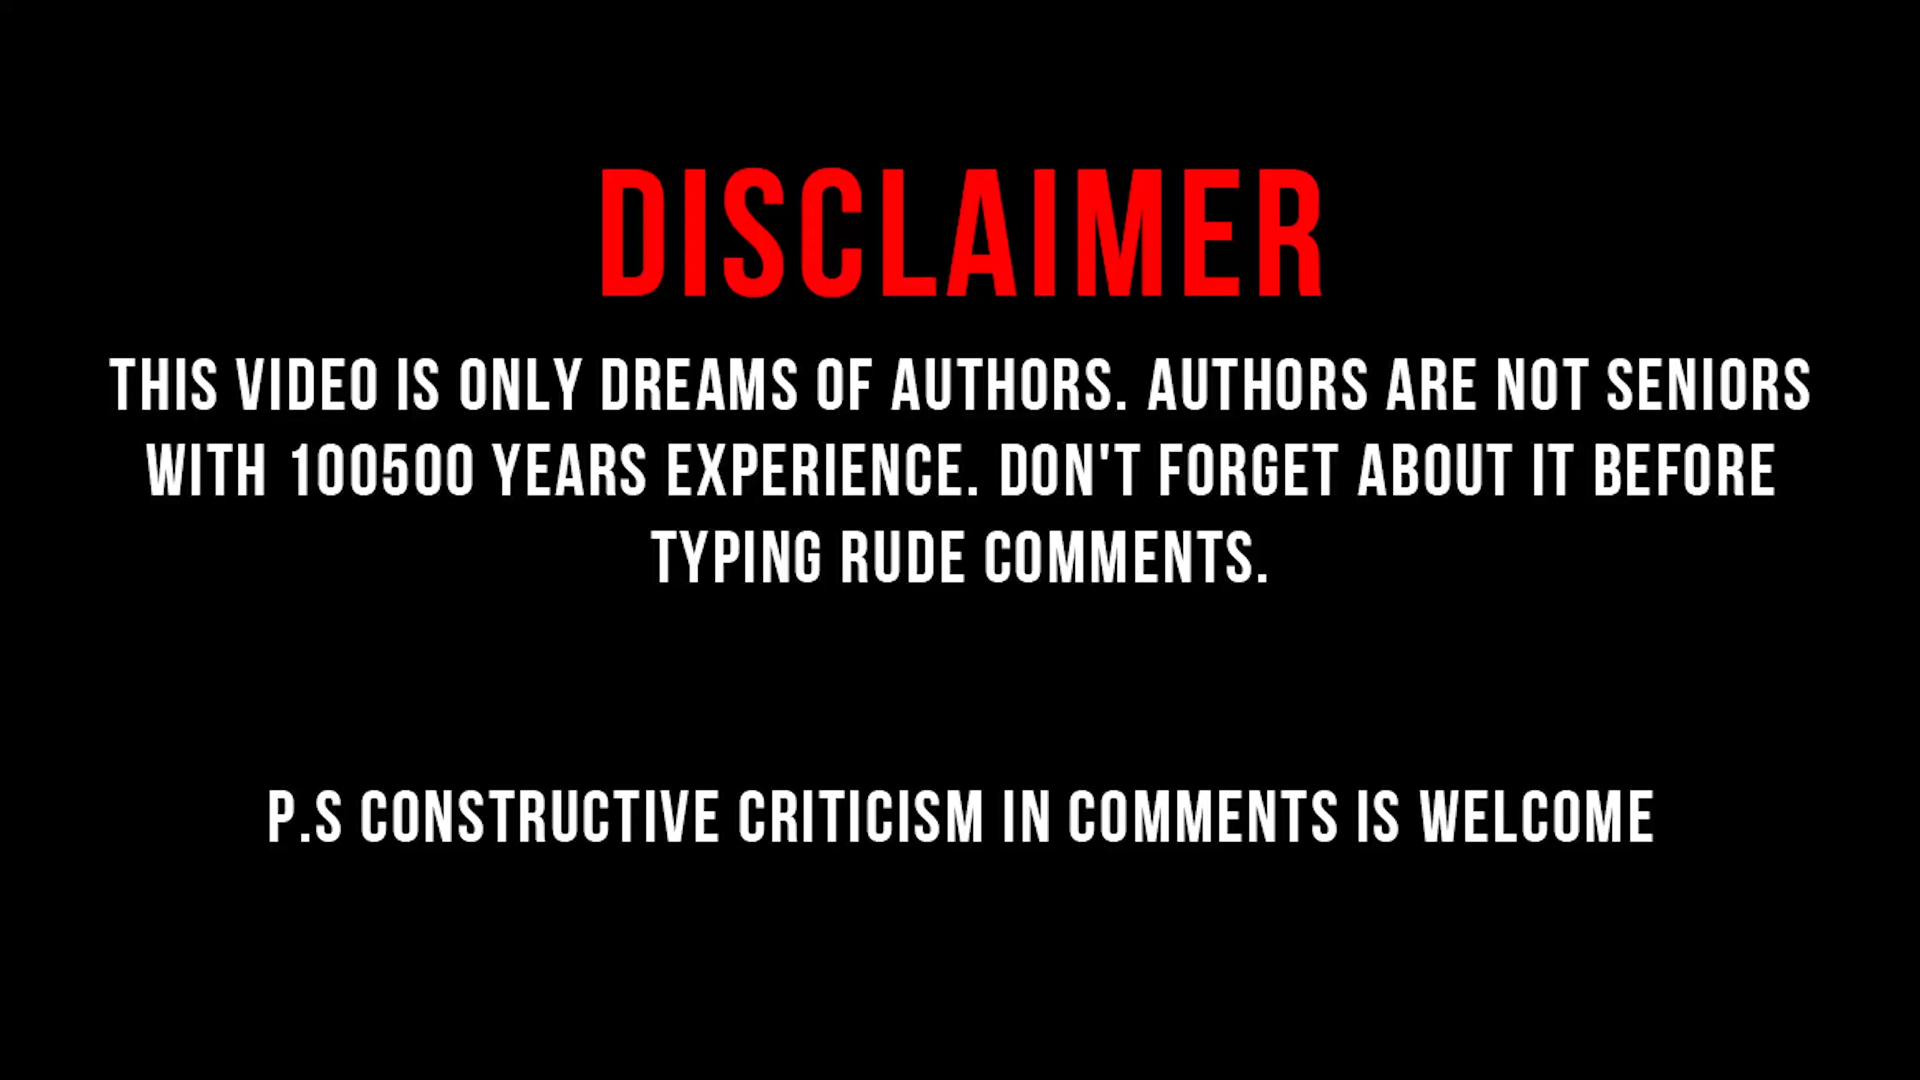 DISCLAIMER
THIS VIDEO IS ONLY DREAMS OF AUTHORS. AUTHORS ARE NOT SENIORS
WITH 100500 YEARS EXPERIENCE. DON'T FORGET ABOUT IT BEFORE
TYPING RUDE COMMENTS.
P.S CONSTRUCTIVE CRITICISM IN COMMENTS IS WELCOME